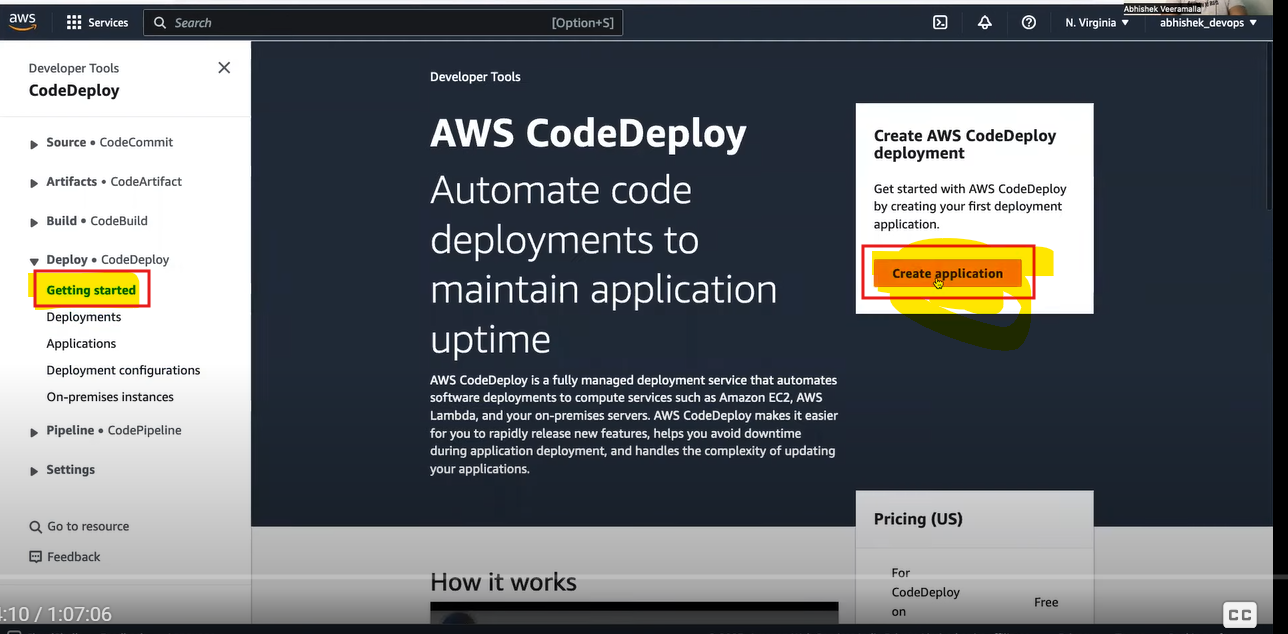 Abhishek Veeramalla
aws
Services
Search
[Option+S]
N. Virginia
abhishek_devops
Developer Tools
CodeDeploy
Source • CodeCommit
Artifacts • CodeArtifact
Build • CodeBuild
Deploy • CodeDeploy
Getting started
Deployments
Applications
Deployment configurations
On-premises instances
Pipeline • CodePipeline
Settings
Go to resource
Feedback
Developer Tools
AWS CodeDeploy
Automate code
deployments to
maintain application
uptime
AWS CodeDeploy is a fully managed deployment service that automates
software deployments to compute services such as Amazon EC2, AWS
Lambda, and your on-premises servers. AWS CodeDeploy makes it easier
for you to rapidly release new features, helps you avoid downtime
during application deployment, and handles the complexity of updating
your applications.
Create AWS CodeDeploy
deployment
Get started with AWS CodeDeploy
by creating your first deployment
application.
Create application
Pricing (US)
For
CodeDeploy
on
Free
How it works
:10 / 1:07:06
CC